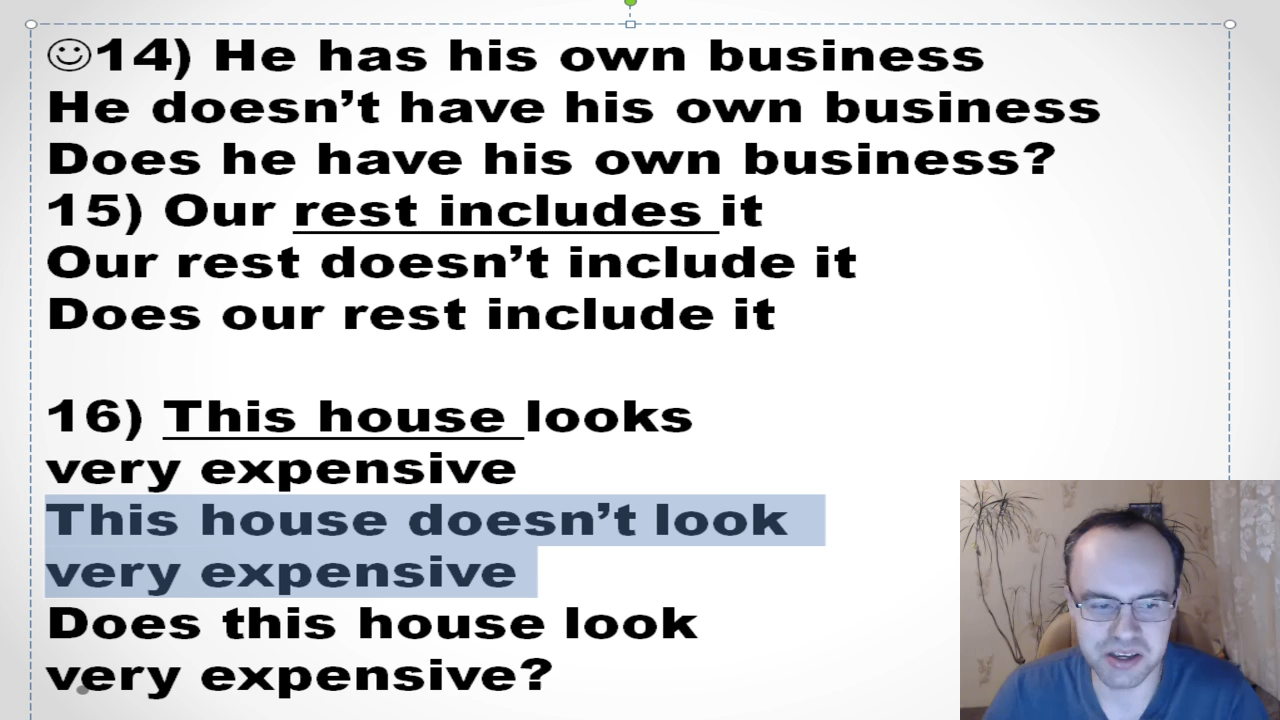 ☺14) He has his own business
He doesn’t have his own business
Does he have his own business?
15) Our rest includes it
Our rest doesn’t include it
Does our rest include it
16) This house looks
very expensive
This house doesn’t look
very expensive
Does this house look
very expensive?